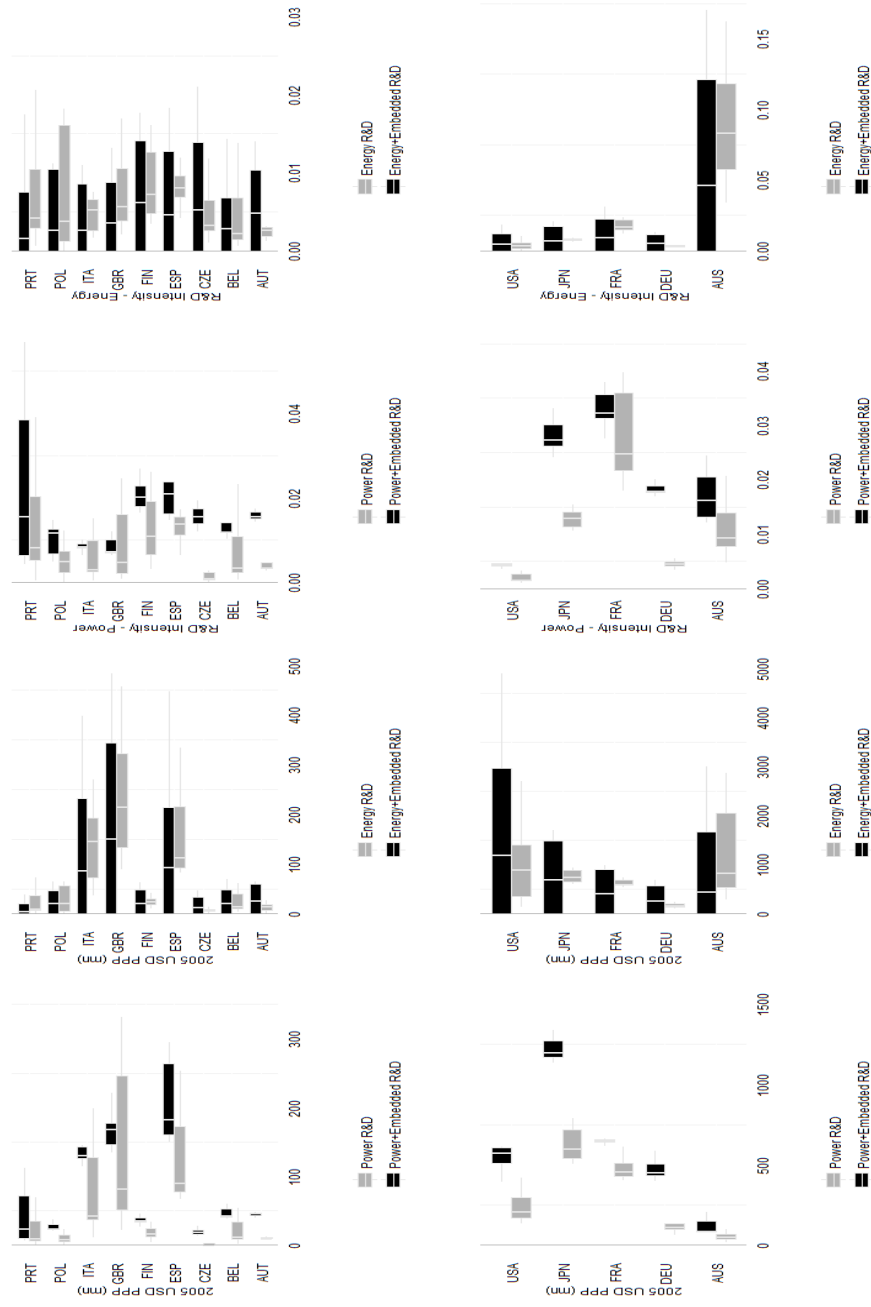 PRT
POL
ITA
GBR
FIN
ESP
CZE
BEL
AUT
2005 USD PPP (mn)
0 100 200 300
Power R&D
Power+Embedded R&D
PRT
POL
ITA
GBR
FIN
ESP
CZE
BEL
AUT
2005 USD PPP (mn)
0 100 200 300 400 500
Energy R&D
Energy+Embedded R&D
PRT
POL
ITA
GBR
FIN
ESP
CZE
BEL
AUT
R&D Intensity - Power
0.00 0.02 0.04
Power R&D
Power+Embedded R&D
PRT
POL
ITA
GBR
FIN
ESP
CZE
BEL
AUT
R&D Intensity - Energy
0.00 0.01 0.02 0.03
Energy R&D
Energy+Embedded R&D
USA
JPN
FRA
DEU
AUS
2005 USD PPP (mn)
0 500 1000 1500
Power R&D
Power+Embedded R&D
USA
JPN
FRA
DEU
AUS
2005 USD PPP (mn)
0 1000 2000 3000 4000 5000
Energy R&D
Energy+Embedded R&D
USA
JPN
FRA
DEU
AUS
R&D Intensity - Power
0.00 0.01 0.02 0.03 0.04
Power R&D
Power+Embedded R&D
USA
JPN
FRA
DEU
AUS
R&D Intensity - Energy
0.00 0.05 0.10 0.15
Energy R&D
Energy+Embedded R&D